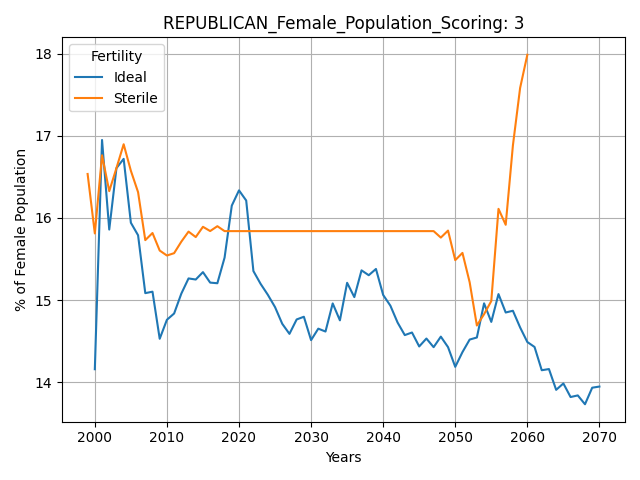 REPUBLICAN_Female_Population_Scoring: 3
Fertility
Ideal
Sterile
% of Female Population
18
17
16
15
14
2000 2010 2020 2030 2040 2050 2060 2070
Years